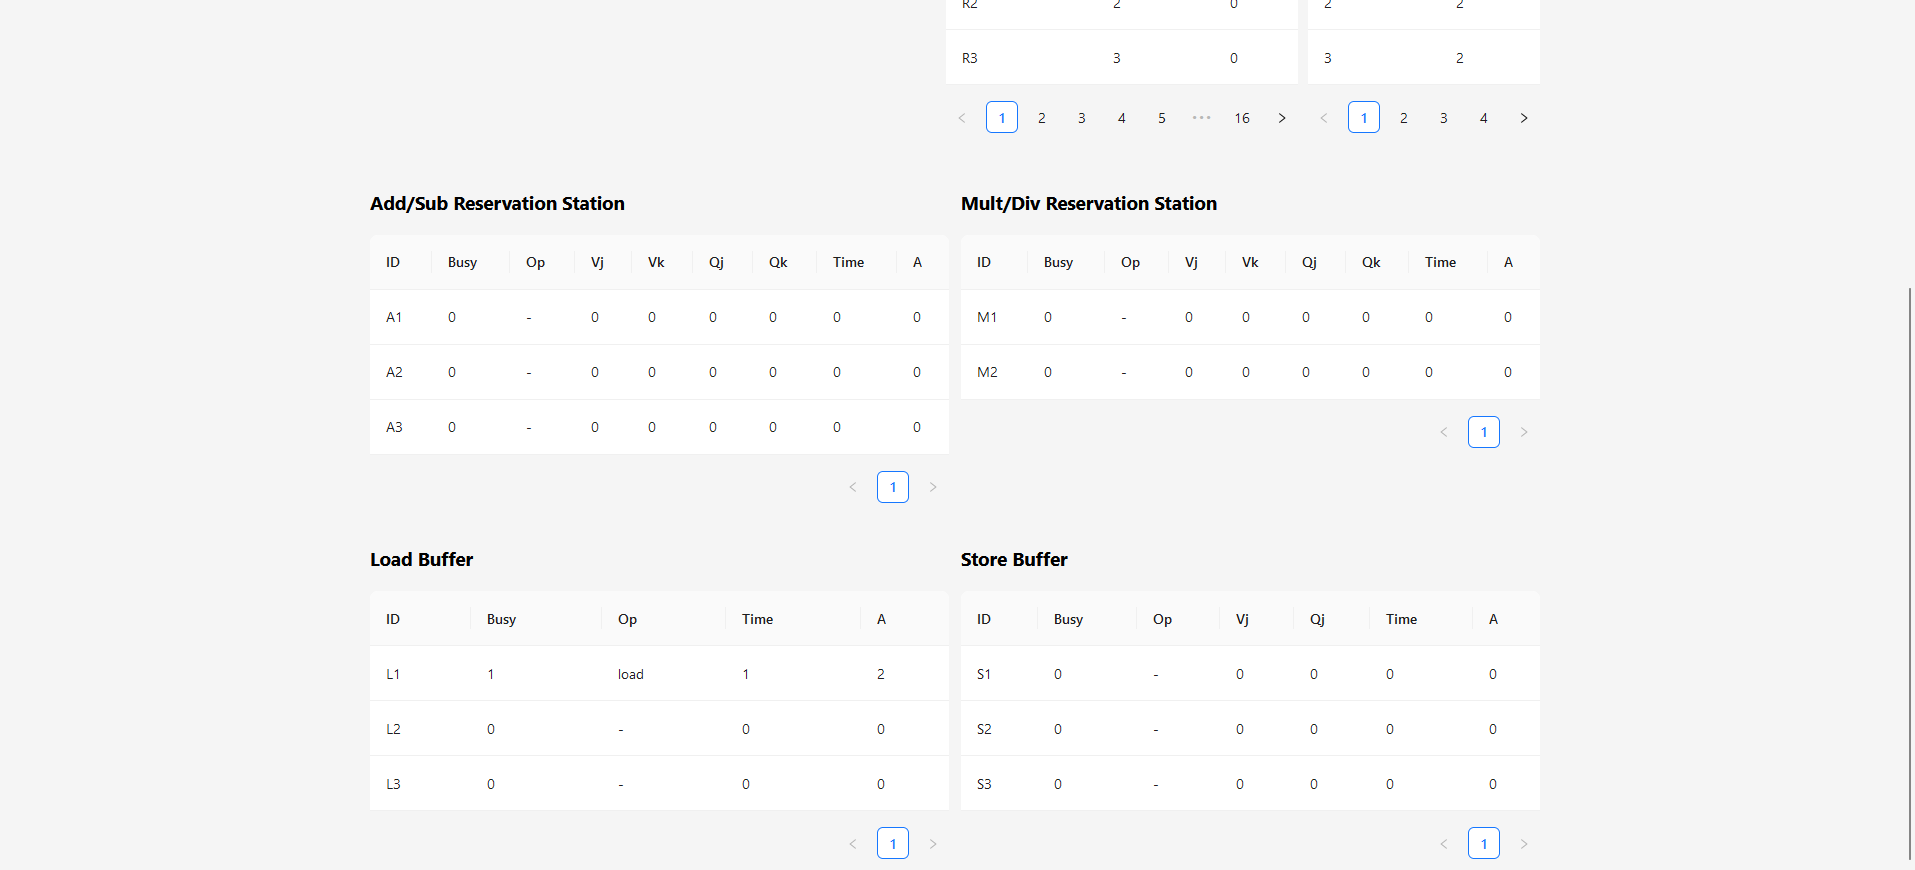 R2 2 0 2 2
R3 3 0 3 2
1 2 3 4 5 ••• 16 1 2 3 4
Add/Sub Reservation Station Mult/Div Reservation Station
ID Busy Op Vj Vk Qj Qk Time A ID Busy Op Vj Vk Qj Qk Time A
A1 0 - 0 0 0 0 0 0 M1 0 - 0 0 0 0 0 0
A2 0 - 0 0 0 0 0 0 M2 0 - 0 0 0 0 0 0
A3 0 - 0 0 0 0 0 0
1
1
Load Buffer Store Buffer
ID Busy Op Time A ID Busy Op Vj Qj Time A
L1 1 load 1 2 S1 0 - 0 0 0 0
L2 0 - 0 0 S2 0 - 0 0 0 0
L3 0 - 0 0 S3 0 - 0 0 0 0
1 1